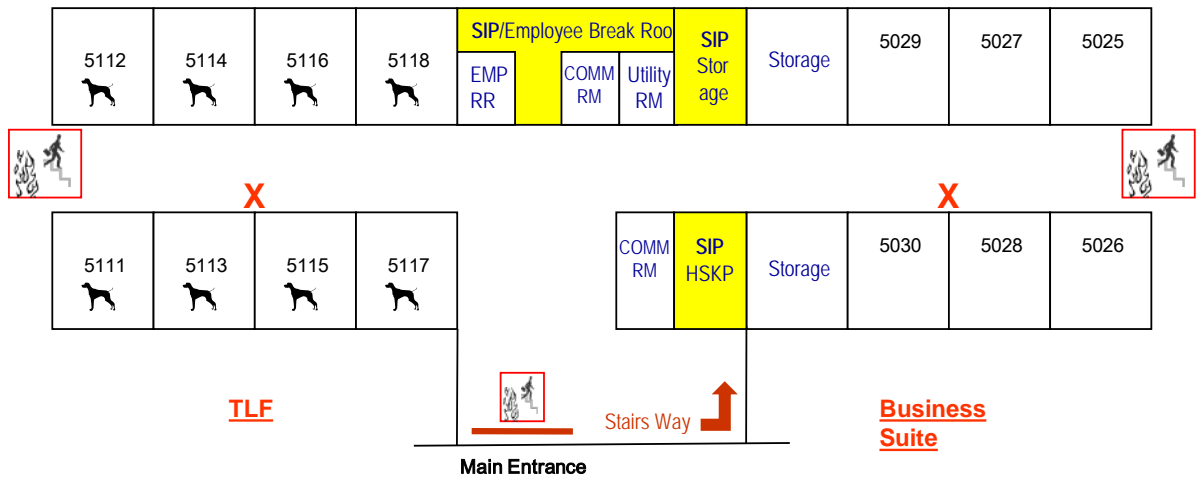 5112
5114
5116
5118
SIP/Employee Break Roo
EMP
RR
COMM
RM
Utility
RM
SIP
Stor
age
Storage
5029
5027
5025
X
X
5111
5113
5115
5117
COMM
RM
SIP
HSKP
Storage
5030
5028
5026
TLF
Stairs Way
Business
Suite
Main Entrance